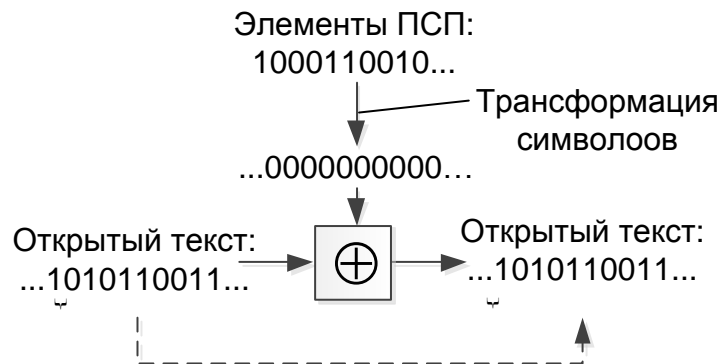 Элементы ПСП:
1000110010...
Трансформация
символоов
...0000000000...
Открытый текст:
...1010110011...
Открытый текст:
...1010110011...